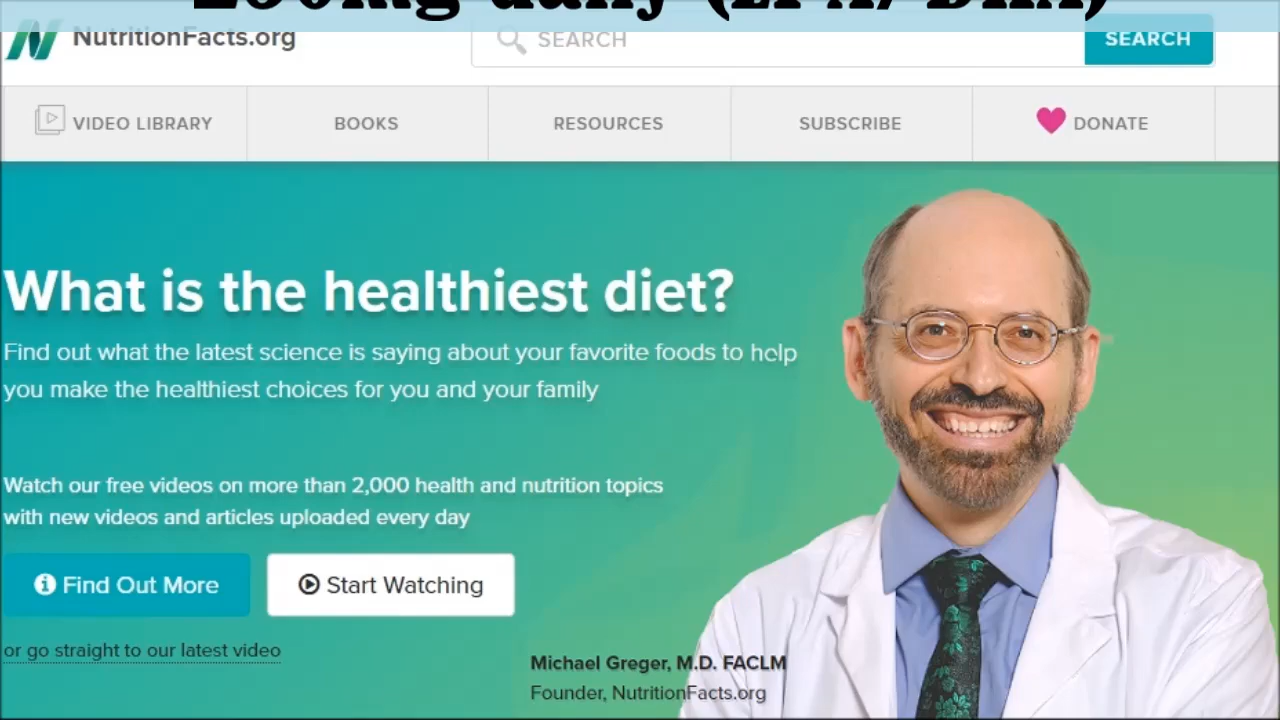 250mg daily (EPA/DHA)
NutritionFacts.org
SEARCH
SEARCH
VIDEO LIBRARY
BOOKS
RESOURCES
SUBSCRIBE
DONATE
What is the healthiest diet?
Find out what the latest science is saying about your favorite foods to help
you make the healthiest choices for you and your family
Watch our free videos on more than 2,000 health and nutrition topics
with new videos and articles uploaded every day
Find Out More
Start Watching
or go straight to our latest video
Michael Greger, M.D. FACLM
Founder, NutritionFacts.org